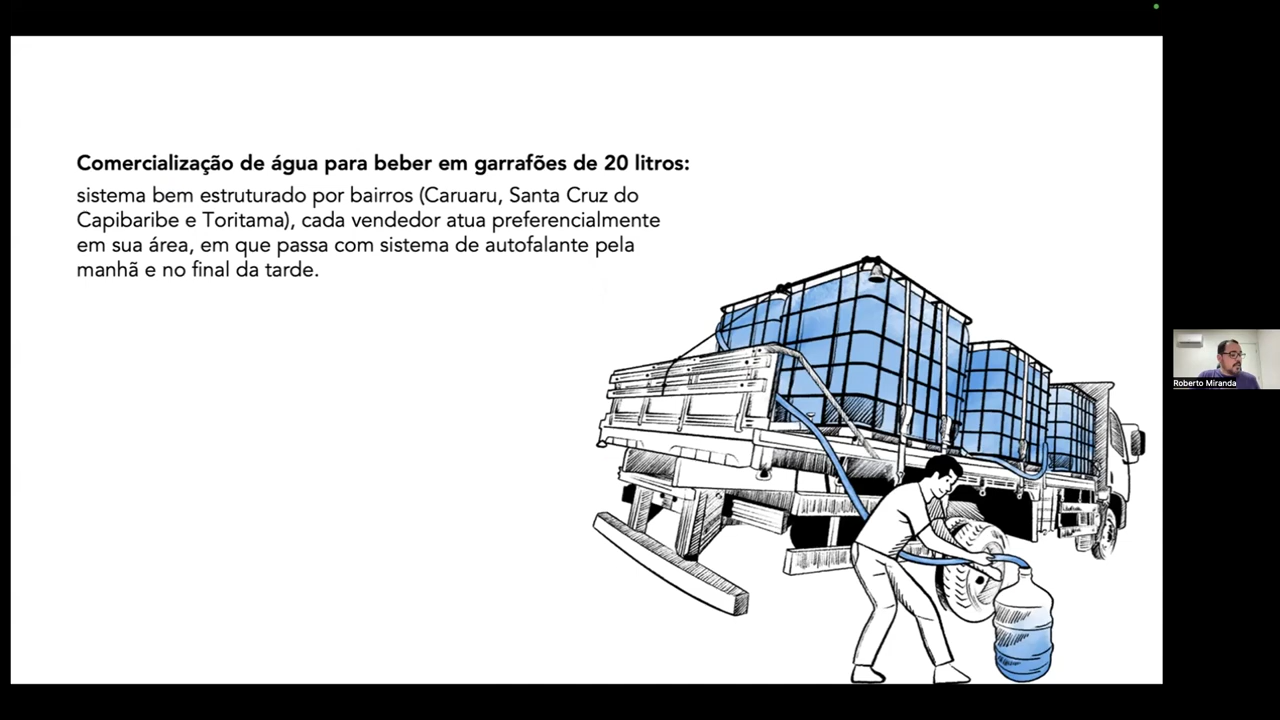 Comercialização de água para beber em garrafões de 20 litros:
sistema bem estruturado por bairros (Caruaru, Santa Cruz do
Capibaribe e Toritama), cada vendedor atua preferencialmente
em sua área, em que passa com sistema de autofalante pela
manhã e no final da tarde.
Roberto Miranda